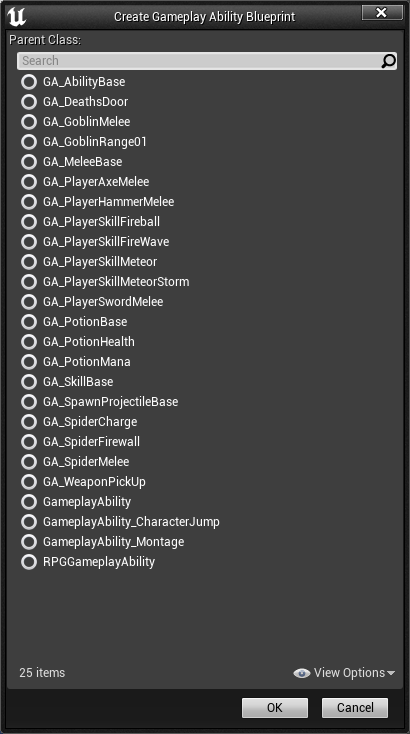 Create Gameplay Ability Blueprint
Parent Class:
Search
GA_AbilityBase
GA_DeathsDoor
GA_GoblinMelee
GA_GoblinRange01
GA_MeleeBase
GA_PlayerAxeMelee
GA_PlayerHammerMelee
GA_PlayerSkillFireball
GA_PlayerSkillFireWave
GA_PlayerSkillMeteor
GA_PlayerSkillMeteorStorm
GA_PlayerSwordMelee
GA_PotionBase
GA_PotionHealth
GA_PotionMana
GA_SkillBase
GA_SpawnProjectileBase
GA_SpiderCharge
GA_SpiderFirewall
GA_SpiderMelee
GA_WeaponPickUp
GameplayAbility
GameplayAbility_CharacterJump
GameplayAbility_Montage
RPGGameplayAbility
25 items View Options
OK Cancel